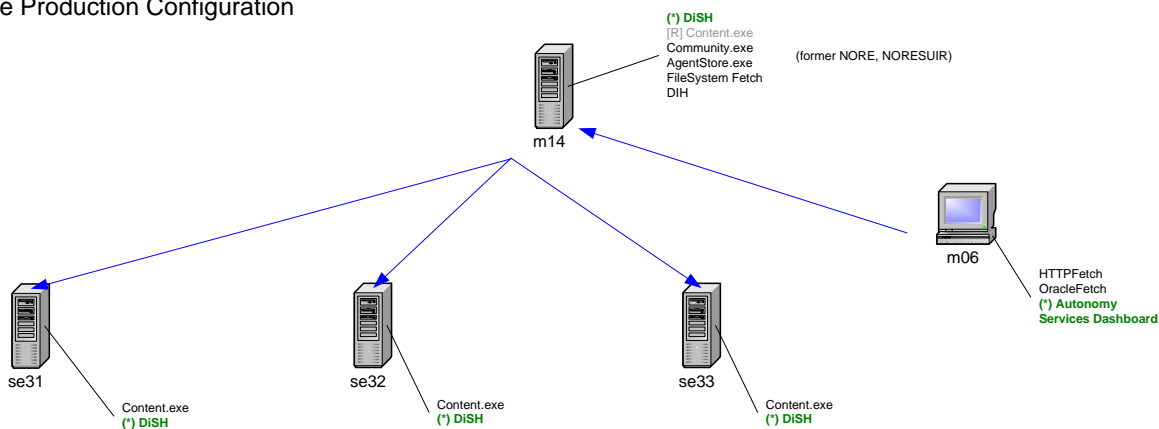 e Production Configuration
(*) DiSH
[R] Content.exe
Community.exe
AgentStore.exe
FileSystem Fetch
DIH
(former NORE, NORESUIR)
m14
m06
HTTPFetch
OracleFetch
(*) Autonomy
Services Dashboard
se31
se32
se33
Content.exe
(*) DiSH
Content.exe
(*) DiSH
Content.exe
(*) DiSH